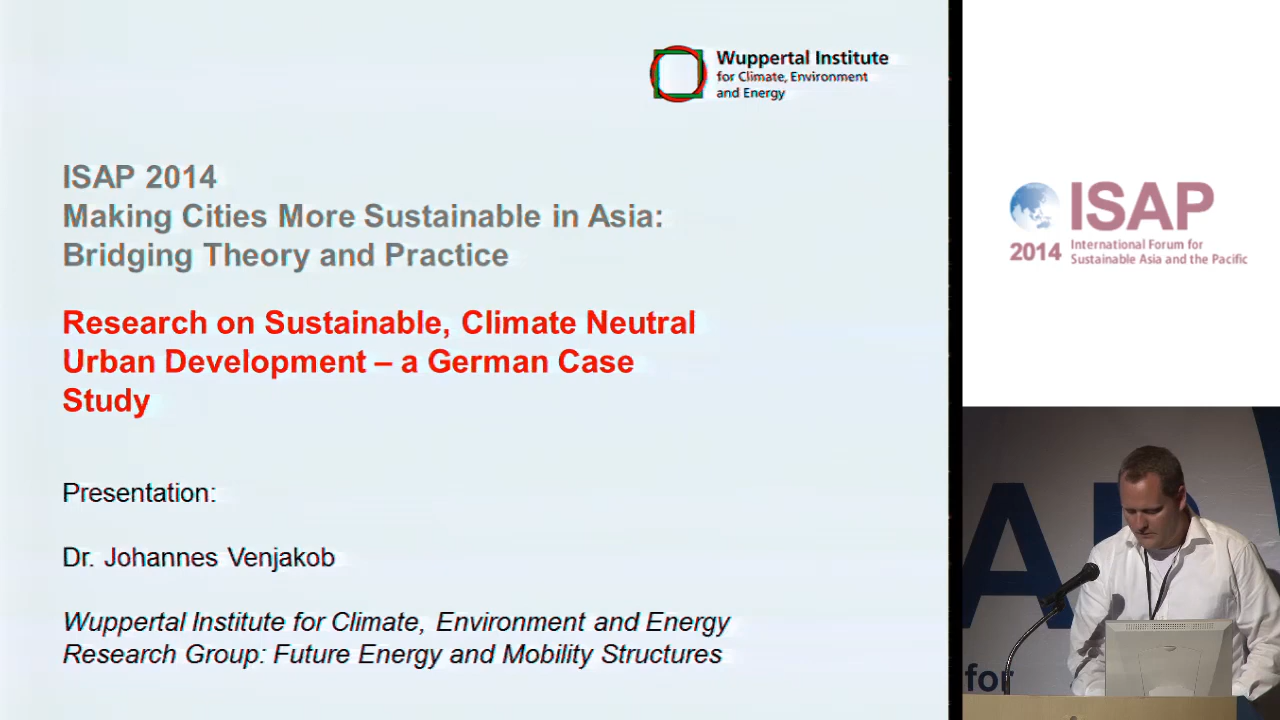 Wuppertal Institute
for Climate, Environment
and Energy
ISAP 2014
Making Cities More Sustainable in Asia:
Bridging Theory and Practice
Research on Sustainable, Climate Neutral
Urban Development – a German Case
Study
Presentation:
Dr. Johannes Venjakob
Wuppertal Institute for Climate, Environment and Energy
Research Group: Future Energy and Mobility Structures
ISAP
2014
International Forum for
Sustainable Asia and the Pacific
AP
for